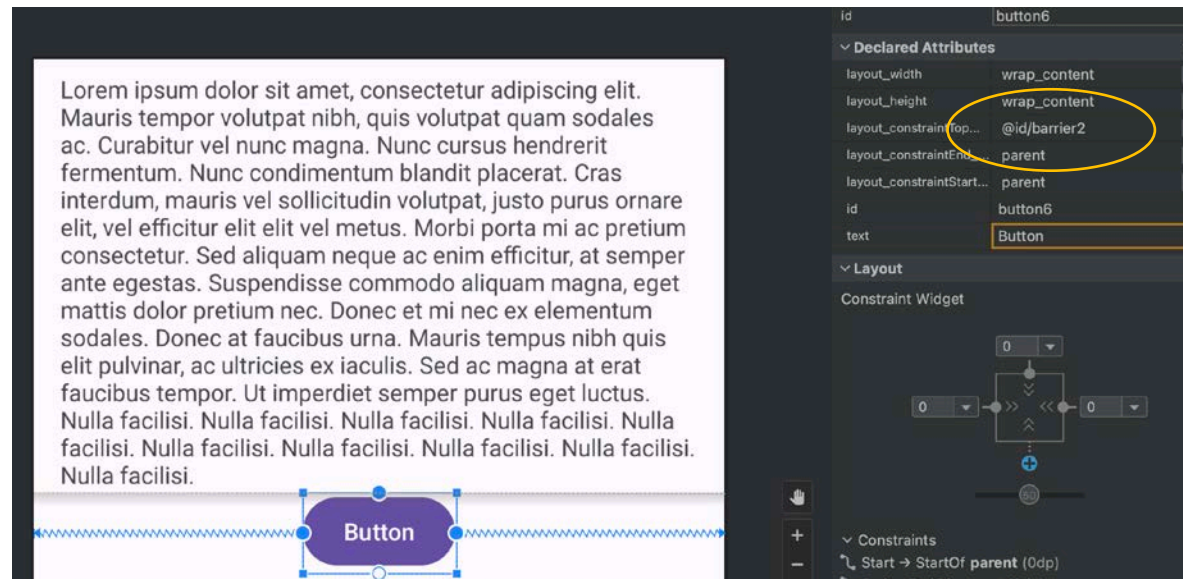 id button6
Declared Attributes
layout_width wrap_content
layout_height wrap_content
layout_constraintTop... @id/barrier2
layout_constraintEnd_... parent
layout_constraintStart... parent
id button6
text Button
Layout
Constraint Widget
0
0
0
50
Constraints
Start → StartOf parent (0dp)
Lorem ipsum dolor sit amet, consectetur adipiscing elit.
Mauris tempor volutpat nibh, quis volutpat quam sodales
ac. Curabitur vel nunc magna. Nunc cursus hendrerit
fermentum. Nunc condimentum blandit placerat. Cras
interdum, mauris vel sollicitudin volutpat, justo purus ornare
elit, vel efficitur elit elit vel metus. Morbi porta mi ac pretium
consectetur. Sed aliquam neque ac enim efficitur, at semper
ante egestas. Suspendisse commodo aliquam magna, eget
mattis dolor pretium nec. Donec et mi nec ex elementum
sodales. Donec at faucibus urna. Mauris tempus nibh quis
elit pulvinar, ac ultricies ex iaculis. Sed ac magna at erat
faucibus tempor. Ut imperdiet semper purus eget luctus.
Nulla facilisi. Nulla facilisi. Nulla facilisi. Nulla facilisi. Nulla
facilisi. Nulla facilisi. Nulla facilisi. Nulla facilisi. Nulla facilisi.
Nulla facilisi.
Button